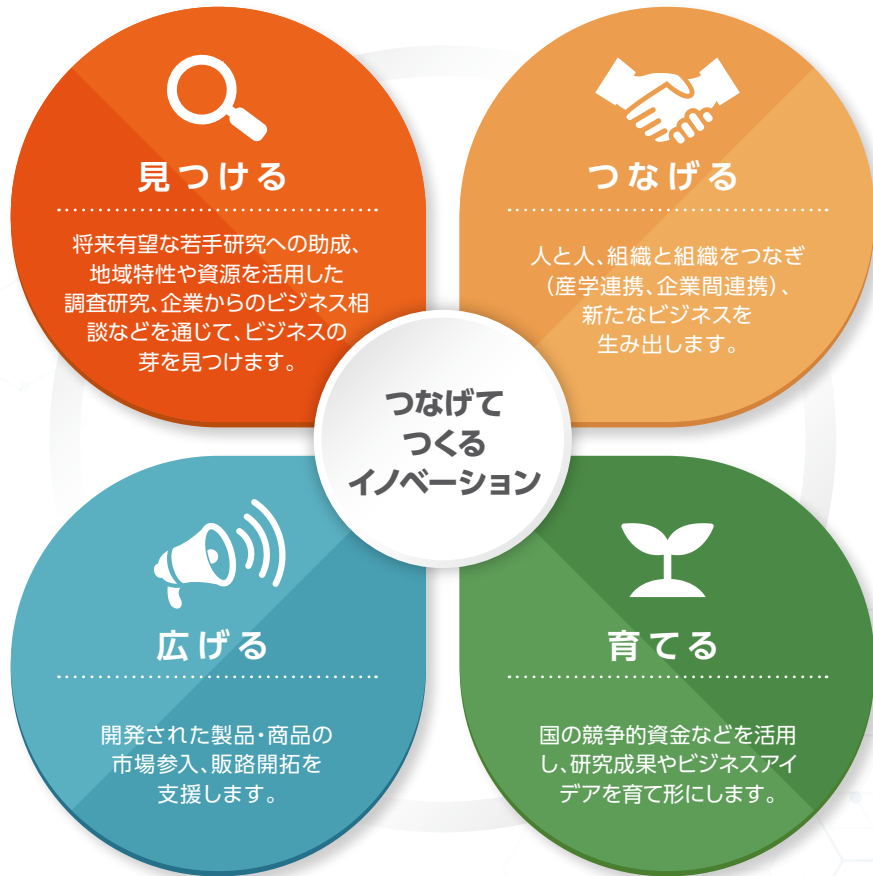 見つける
将来有望な若手研究への助成、
地域特性や資源を活用した
調査研究、企業からのビジネス相
談などを通じて、ビジネスの
芽を見つけます。
つなげる
人と人、組織と組織をつなぎ
(産学連携、企業間連携)、
新たなビジネスを
生み出します。
つなげて
つくる
イノベーション
広げる
開発された製品・商品の
市場参入、販路開拓を
支援します。
育てる
国の競争的資金などを活用
し、研究成果やビジネスアイ
デアを育て形にします。